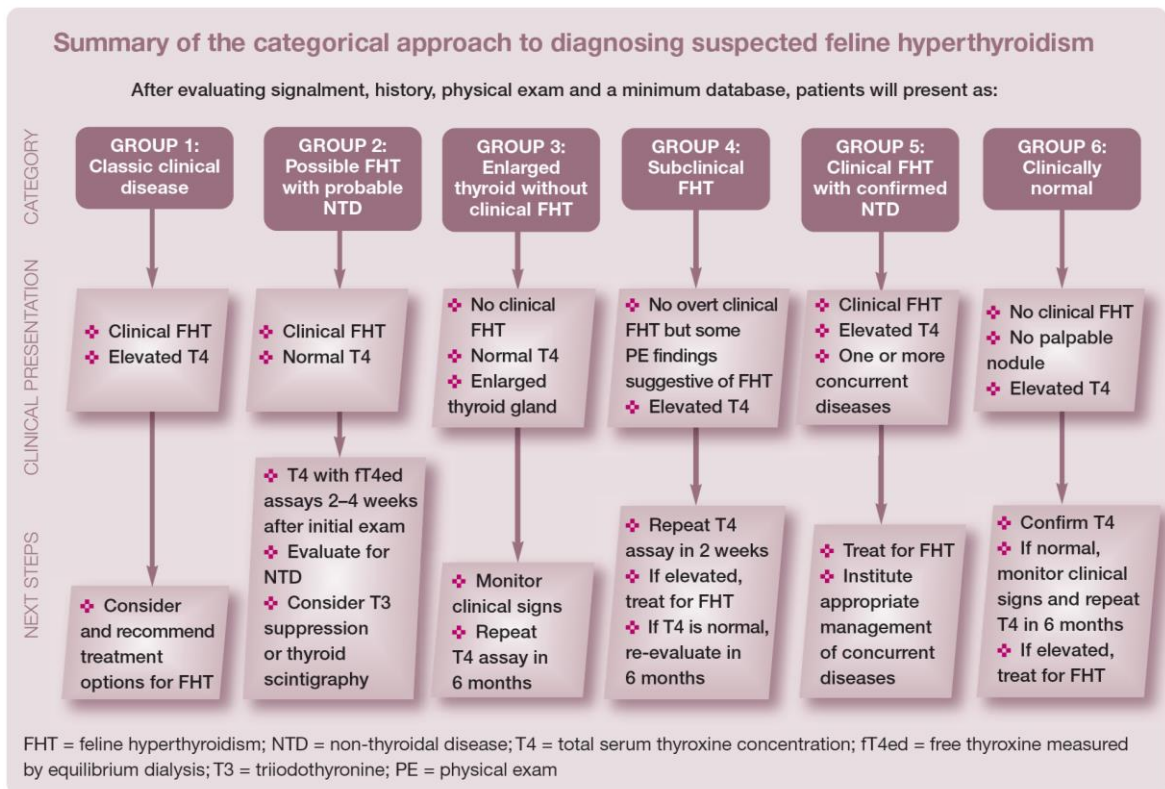 Summary of the categorical approach to diagnosing suspected feline hyperthyroidism
After evaluating signalment, history, physical exam and a minimum database, patients will present as:
CATEGORY
GROUP 1:
Classic clinical
disease
GROUP 2:
Possible FHT
with probable
NTD
GROUP 3:
Enlarged
thyroid without
clinical FHT
GROUP 4:
Subclinical
FHT
GROUP 5:
Clinical FHT
with confirmed
NTD
GROUP 6:
Clinically
normal
CLINICAL PRESENTATION
Clinical FHT
Elevated T4
Clinical FHT
Normal T4
No clinical
FHT
Normal T4
Enlarged
thyroid gland
No overt clinical
FHT but some
PE findings
suggestive of FHT
Elevated T4
Clinical FHT
Elevated T4
One or more
concurrent
diseases
No clinical FHT
No palpable
nodule
Elevated T4
NEXT STEPS
Consider
and recommend
treatment
options for FHT
T4 with fT4ed
assays 2–4 weeks
after initial exam
Evaluate for
NTD
Consider T3
suppression
or thyroid
scintigraphy
Monitor
clinical signs
Repeat
T4 assay in
6 months
Repeat T4
assay in 2 weeks
If elevated,
treat for FHT
If T4 is normal,
re-evaluate in
6 months
Treat for FHT
Institute
appropriate
management
of concurrent
diseases
Confirm T4
If normal,
monitor clinical
signs and repeat
T4 in 6 months
If elevated,
treat for FHT
FHT = feline hyperthyroidism; NTD = non-thyroidal disease; T4 = total serum thyroxine concentration; fT4ed = free thyroxine measured
by equilibrium dialysis; T3 = triiodothyronine; PE = physical exam